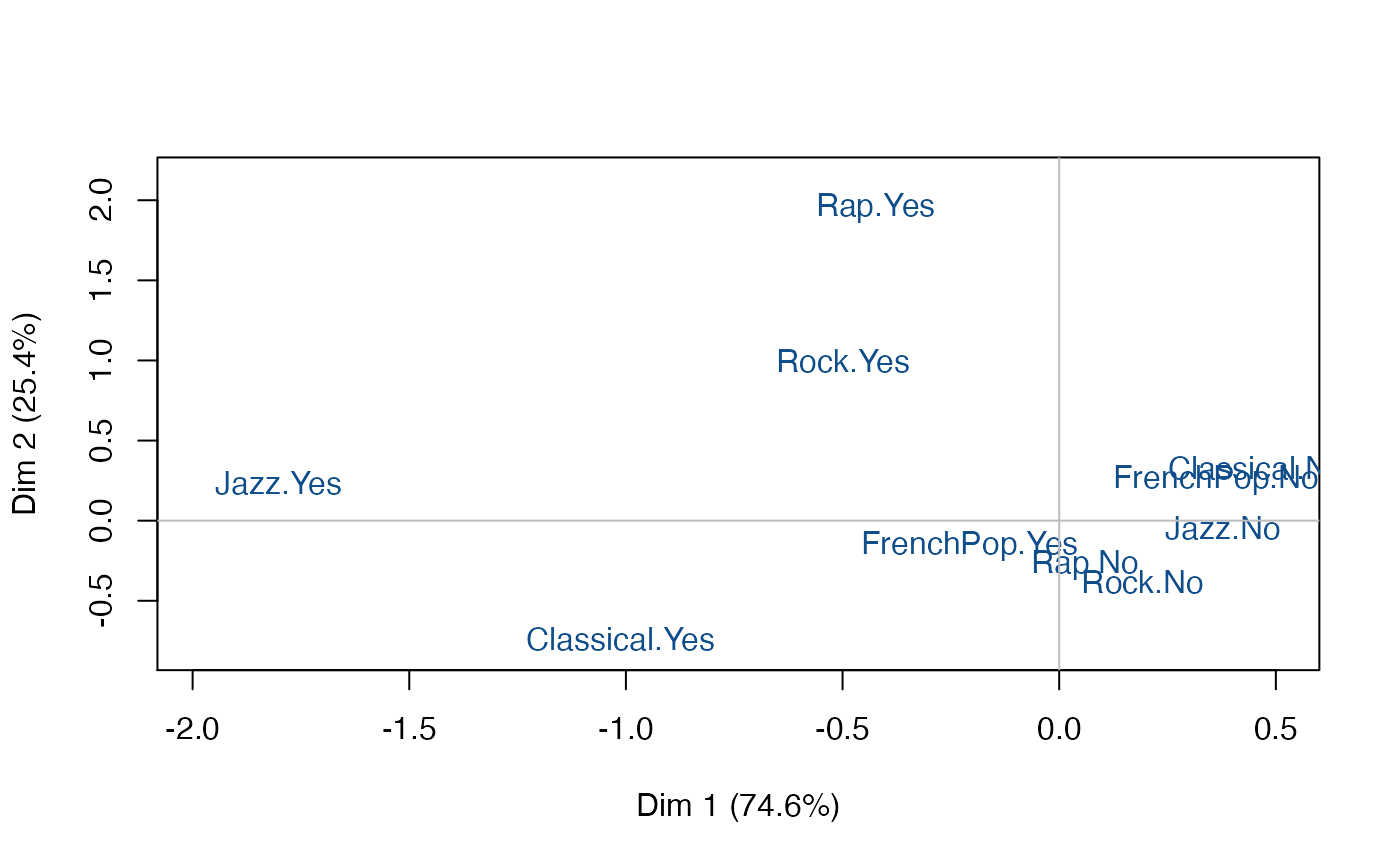 2.0
1.5
1.0
0.5
0.0
-0.5
Dim 2 (25.4%)
Rap.Yes
Rock.Yes
Classical.N
FrenchPop.No
Jazz.Yes
Jazz.No
FrenchPop.Yes
Rap.No
Rock.No
Classical.Yes
-2.0 -1.5 -1.0 -0.5 0.0 0.5
Dim 1 (74.6%)